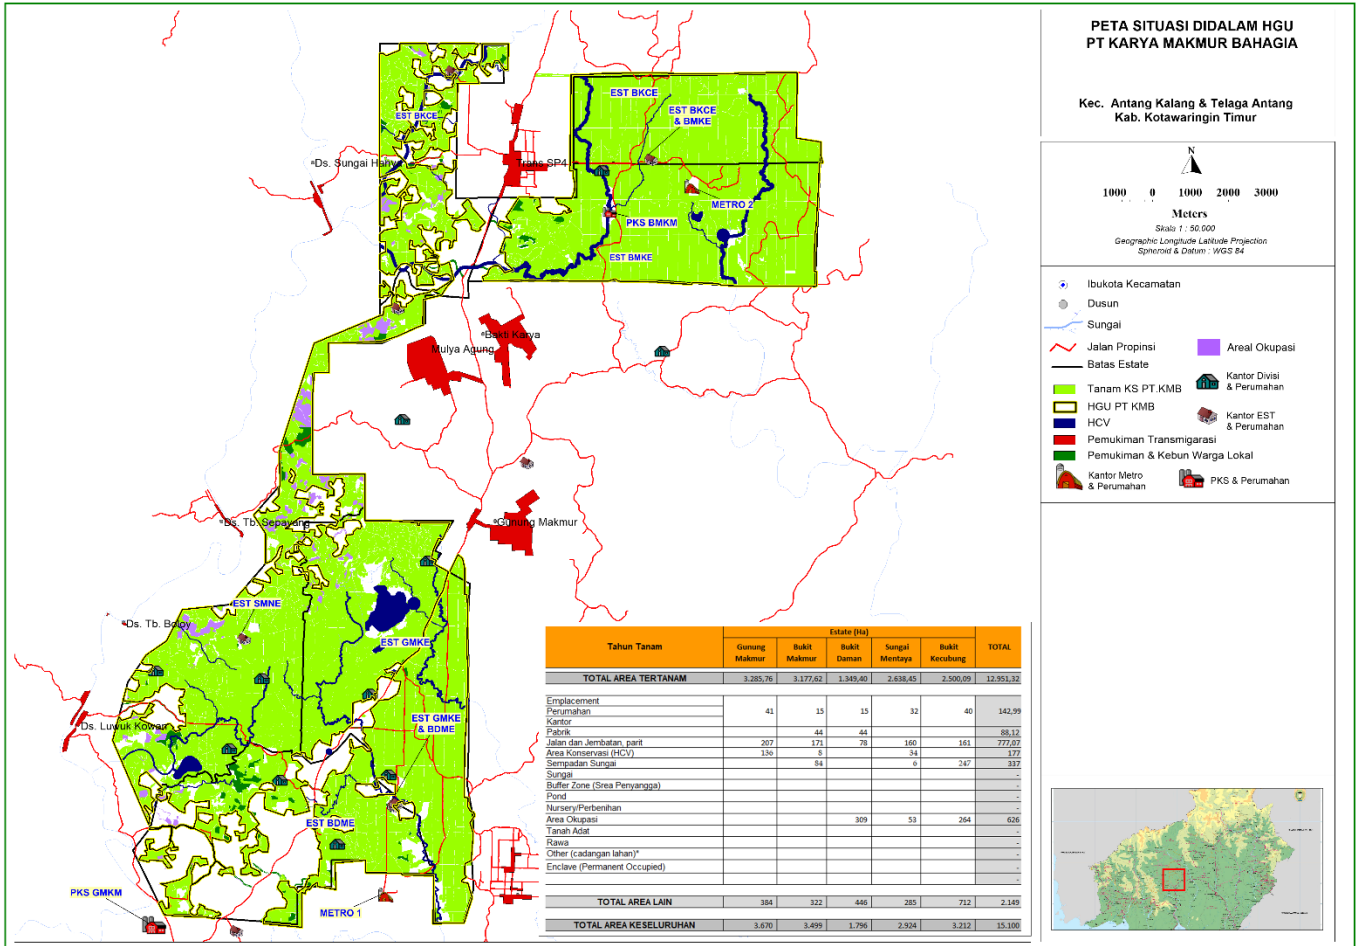 PETA SITUASI DIDALAM HGU
PT KARYA MAKMUR BAHAGIA
Kec. Antang Kalang & Telaga Antang
Kab. Kotawaringin Timur
N
1000 0 1000 2000 3000
Meters
Skala 1 : 50.000
Geographic Longitude Latitude Projection
Spheroid & Datum : WGS 84
Ibukota Kecamatan
Dusun
Sungai
Jalan Propinsi
Areal Okupasi
Batas Estate
Kantor Divisi
& Perumahan
Tanam KS PT.KMB
HGU PT KMB
Kantor EST
& Perumahan
HCV
Pemukiman Transmigarasi
Pemukiman & Kebun Warga Lokal
Kantor Metro
& Perumahan
PKS & Perumahan
EST BKCE
EST BKCE
EST BKCE
& BMKE
Ds. Sungai Hanya
Trans SP4
METRO 2
PKS BMKM
EST BMKE
Bakti Karya
Mulya Agung
Ds. Tb. Sepayang
Gunung Makmur
EST SMNE
Ds. Tb. Boloy
EST GMKE
EST GMKE
& BDME
Ds. Luwuk Kowan
EST BDME
PKS GMKM
METRO 1
Tahun Tanam Estate (Ha) TOTAL
Gunung Makmur Bukit Makmur Bukit Daman Sungai Mentaya Bukit Kecubung
TOTAL AREA TERTANAM 3.285,76 3.177,62 1.349,40 2.638,45 2.500,09 12.951,32
Emplacement
Perumahan 41 15 15 32 40 142,99
Kantor
Pabrik 44 44 88,12
Jalan dan Jembatan, parit 207 171 78 160 161 777,07
Area Konservasi (HCV) 136 8 34 177
Sempadan Sungai 84 6 247 337
Sungai -
Buffer Zone (Srea Penyangga) -
Pond -
Nursery/Perbenihan -
Area Okupasi 309 53 264 626
Tanah Adat -
Rawa -
Other (cadangan lahan)* -
Enclave (Permanent Occupied) -
-
TOTAL AREA LAIN 384 322 446 285 712 2.149
TOTAL AREA KESELURUHAN 3.670 3.499 1.796 2.924 3.212 15.100